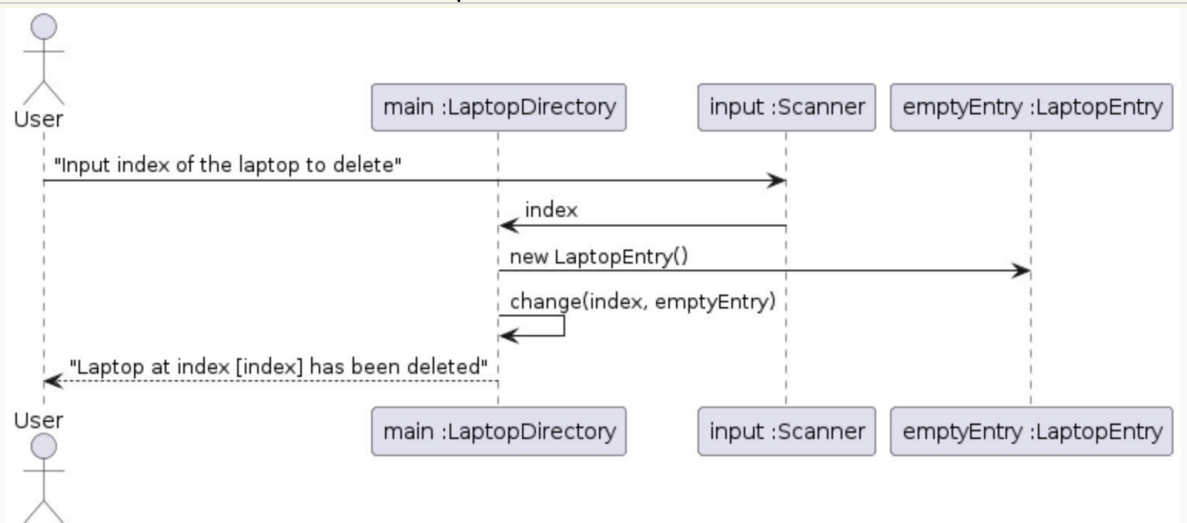 User
main :LaptopDirectory
input :Scanner
emptyEntry :LaptopEntry
"Input index of the laptop to delete"
index
new LaptopEntry()
change(index, emptyEntry)
"Laptop at index [index] has been deleted"
User
main :LaptopDirectory
input :Scanner
emptyEntry :LaptopEntry